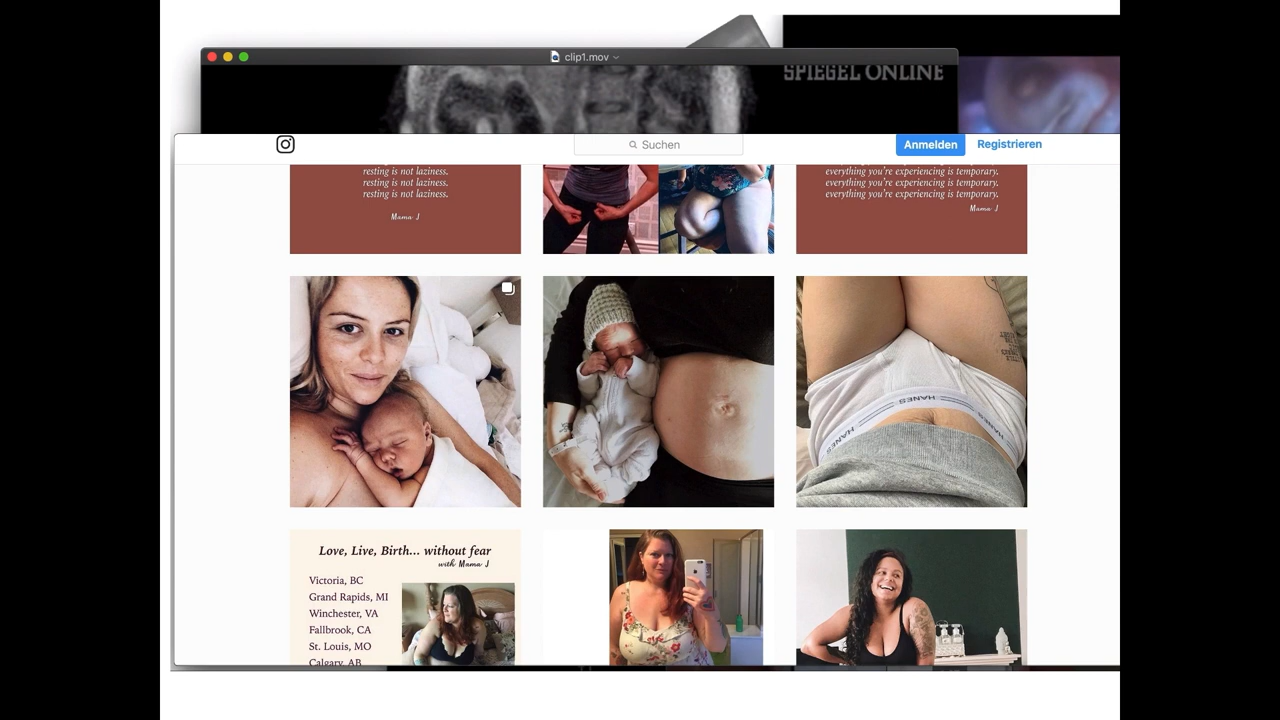 clip1.mov
SPIEGEL ONLINE
Suchen
Anmelden
Registrieren
resting is not laziness.
resting is not laziness.
resting is not laziness.
Mama J
everything you're experiencing is temporary.
everything you're experiencing is temporary.
everything you're experiencing is temporary.
Mama J
HANES
HANES
HANES
Love, Live, Birth... without fear
with Mama J
Victoria, BC
Grand Rapids, MI
Winchester, VA
Fallbrook, CA
St. Louis, MO
Calgary, AB